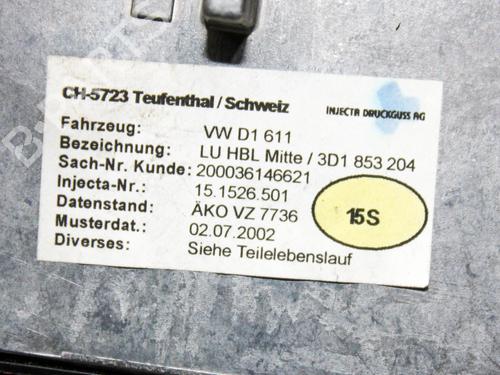 CH-5723 Teufenthal / Schweiz
INJECTA DRUCKGUSS AG
Fahrzeug: VW D1 611
Bezeichnung: LU HBL Mitte / 3D1 853 204
Sach-Nr. Kunde: 200036146621
Injecta-Nr.: 15.1526.501
Datenstand: ÄKO VZ 7736
Musterdat.: 02.07.2002
Diverses: Siehe Teilelebenslauf
15S